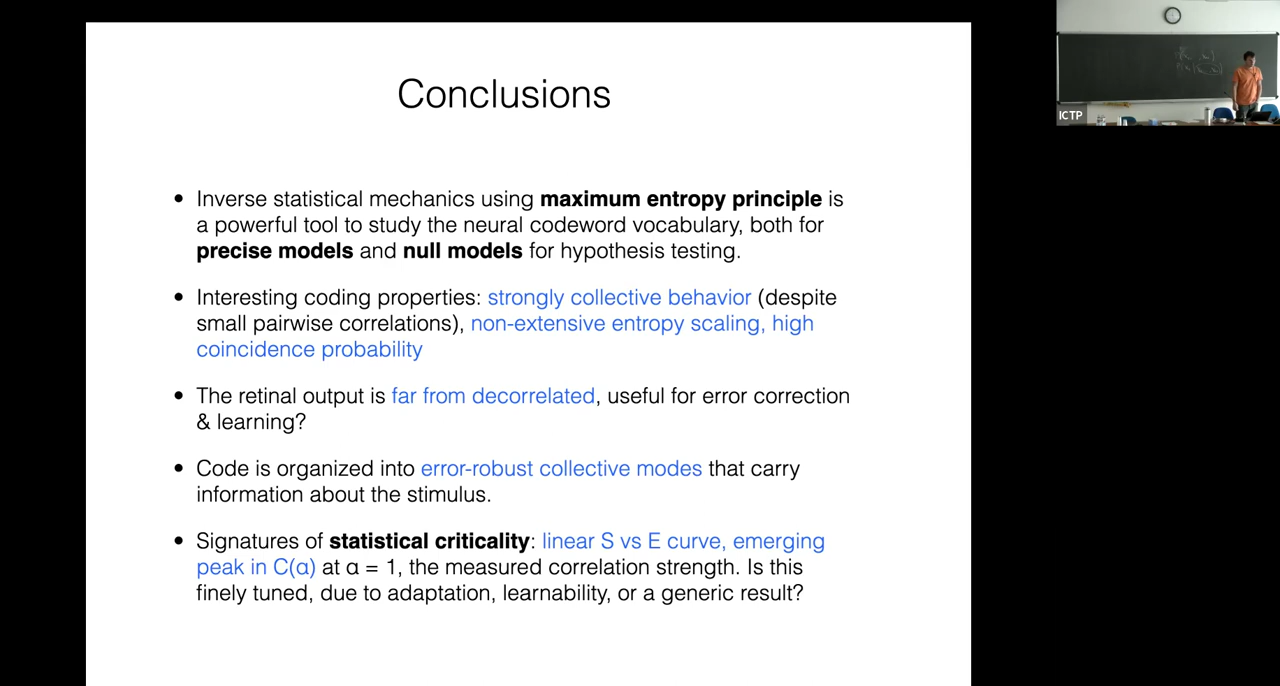 Conclusions
• Inverse statistical mechanics using maximum entropy principle is
a powerful tool to study the neural codeword vocabulary, both for
precise models and null models for hypothesis testing.
• Interesting coding properties: strongly collective behavior (despite
small pairwise correlations), non-extensive entropy scaling, high
coincidence probability
• The retinal output is far from decorrelated, useful for error correction
& learning?
• Code is organized into error-robust collective modes that carry
information about the stimulus.
• Signatures of statistical criticality: linear S vs E curve, emerging
peak in C(α) at α = 1, the measured correlation strength. Is this
finely tuned, due to adaptation, learnability, or a generic result?
ICTP